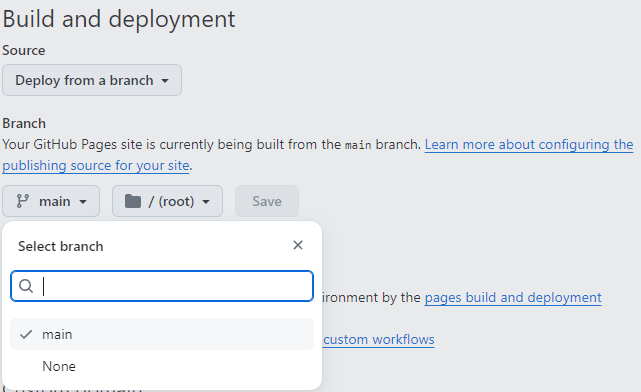 Build and deployment
Source
Deploy from a branch
Branch
Your GitHub Pages site is currently being built from the main branch. Learn more about configuring the
publishing source for your site.
main / (root) Save
Select branch
ironment by the pages build and deployment
main
custom workflows
None